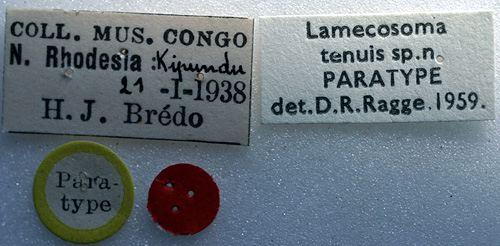 COLL. MUS. CONGO
N. Rhodesia : Kipundu
21 -I-1938
H. J. Brédo
Lamecosoma
tenuis sp.n.
PARATYPE
det.D.R.Ragge.1959.
Para-
type